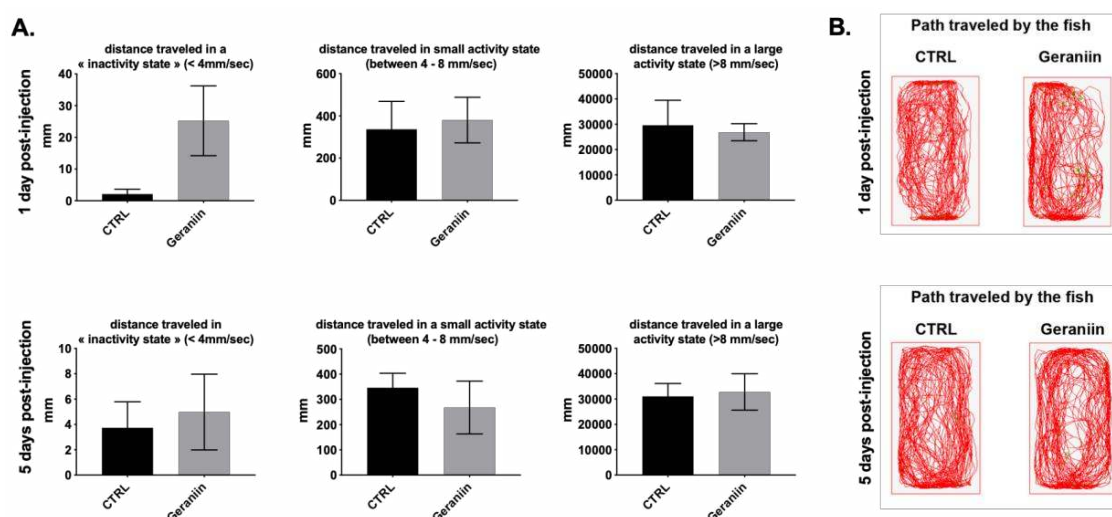 A.
distance traveled in a
« inactivity state » (< 4mm/sec)
40
30
20
10
0
mm
CTRL
Geraniin
distance traveled in small activity state
(between 4 - 8 mm/sec)
600
400
200
0
mm
CTRL
Geraniin
distance traveled in a large
activity state (>8 mm/sec)
50000
40000
30000
20000
10000
0
mm
CTRL
Geraniin
1 day post-injection
distance traveled in
« inactivity state » (< 4mm/sec)
10
8
6
4
2
0
mm
CTRL
Geraniin
distance traveled in a small activity state
(between 4 - 8 mm/sec)
500
400
300
200
100
0
mm
CTRL
Geraniin
distance traveled in a large
activity state (>8 mm/sec)
50000
40000
30000
20000
10000
0
mm
CTRL
Geraniin
5 days post-injection
B.
Path traveled by the fish
CTRL
Geraniin
1 day post-injection
Path traveled by the fish
CTRL
Geraniin
5 days post-injection